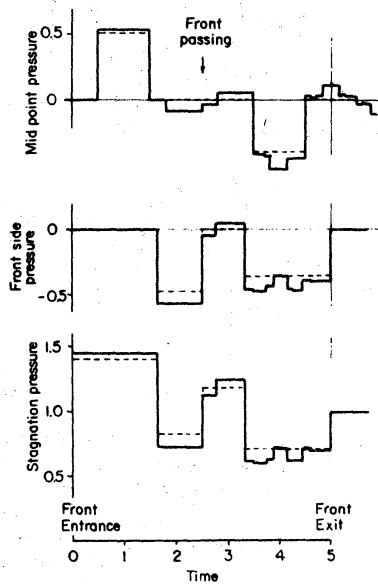 Front
passing
0.5
0
Mid point pressure
0
-0.5
Front side
pressure
1.5
1.0
0.5
Stagnation pressure
Front
Entrance
Front
Exit
0 1 2 3 4 5
Time